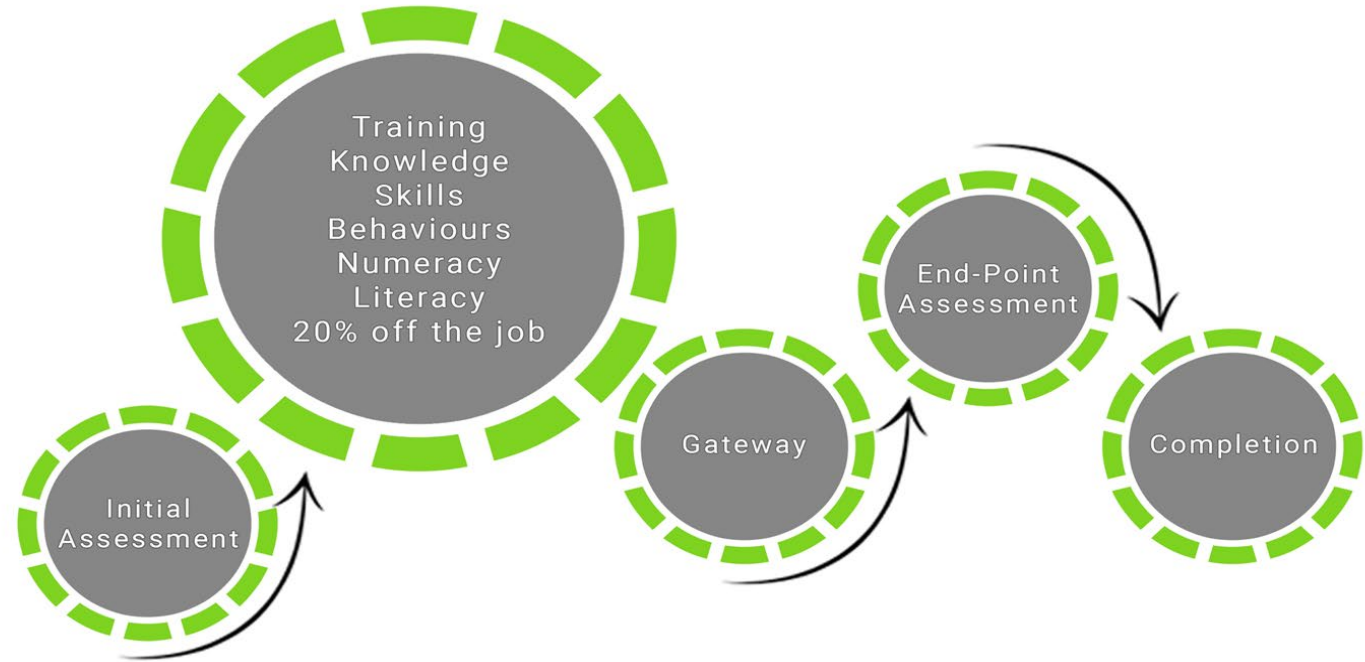 Training
Knowledge
Skills
Behaviours
Numeracy
Literacy
20% off the job
Initial
Assessment
Gateway
End-Point
Assessment
Completion